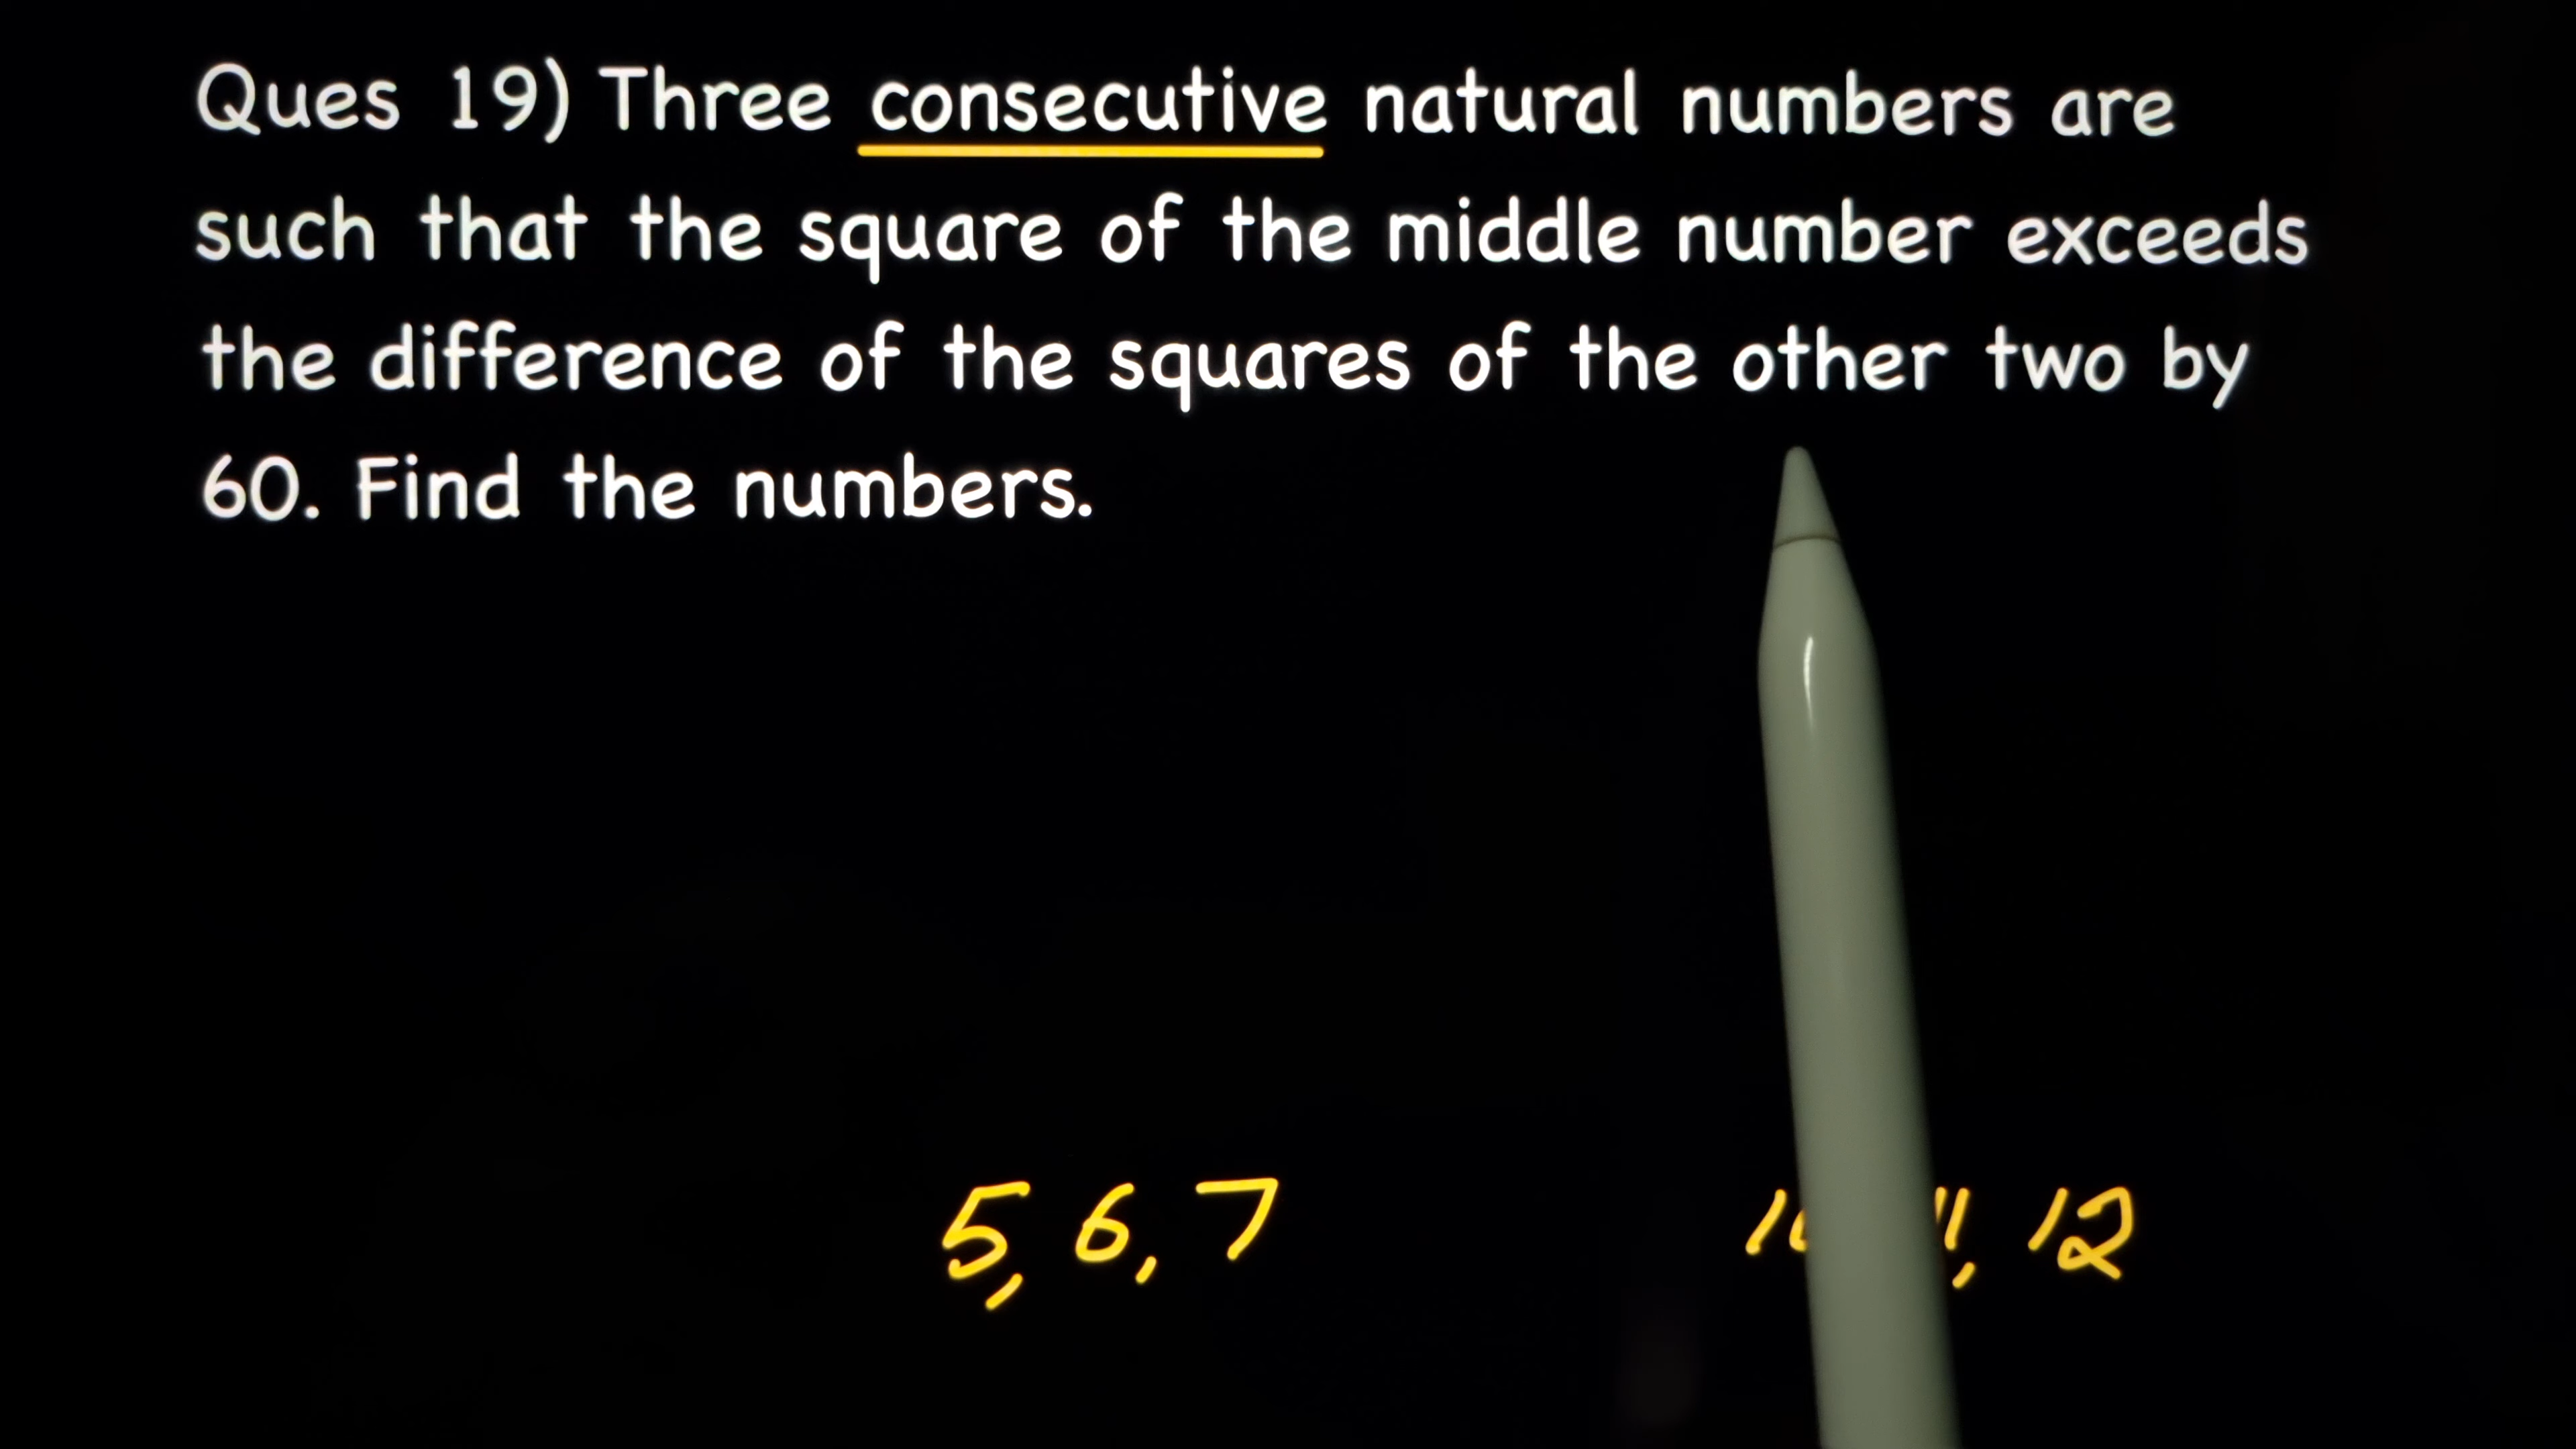 Ques 19) Three consecutive natural numbers are
such that the square of the middle number exceeds
the difference of the squares of the other two by
60. Find the numbers.
5, 6, 7 12